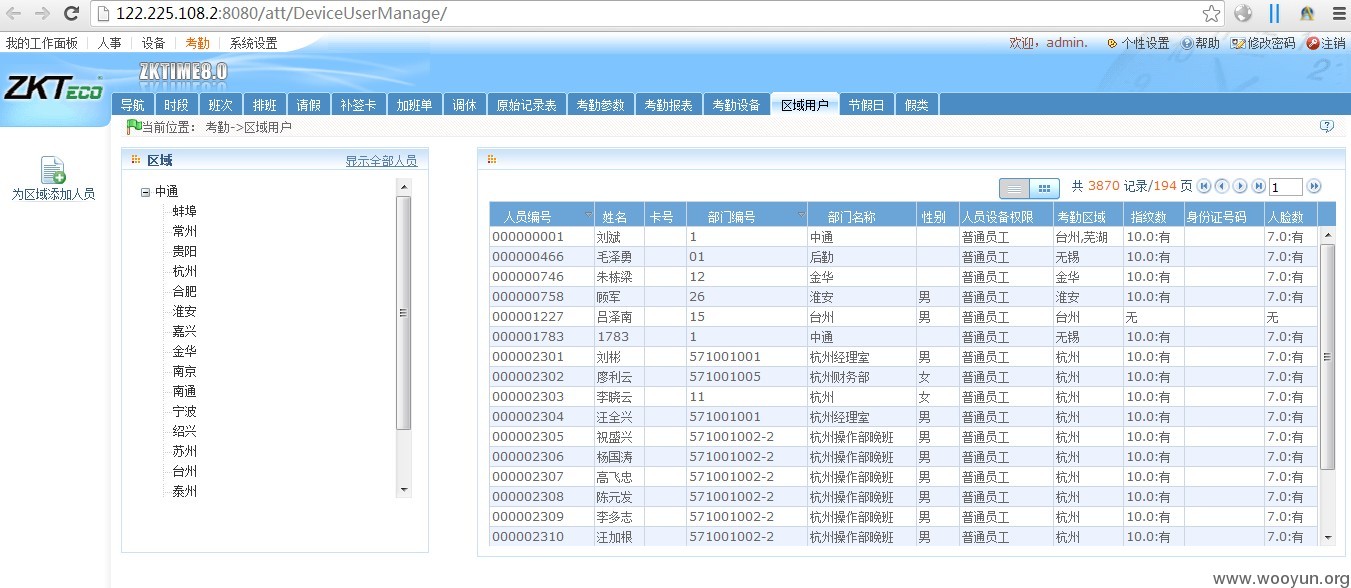 122.225.108.2:8080/att/DeviceUserManage/
我的工作面板 人事 设备 考勤 系统设置 欢迎，admin. 个性设置 帮助 修改密码 注销
ZKTeco ZKTIME8.0
导航 时段 班次 排班 请假 补签卡 加班单 调休 原始记录表 考勤参数 考勤报表 考勤设备 区域用户 节假日 假类
当前位置： 考勤->区域用户
为区域添加人员
区域 显示全部人员
中通
蚌埠
常州
贵阳
杭州
合肥
淮安
嘉兴
金华
南京
南通
宁波
绍兴
苏州
台州
泰州
共 3870 记录/194 页 1
人员编号 姓名 卡号 部门编号 部门名称 性别 人员设备权限 考勤区域 指纹数 身份证号码 人脸数
000000001 刘斌 1 中通 普通员工 台州,芜湖 10.0:有 7.0:有
000000466 毛泽勇 01 后勤 普通员工 无锡 10.0:有 7.0:有
000000746 朱栋梁 12 金华 普通员工 金华 10.0:有 7.0:有
000000758 顾军 26 淮安 男 普通员工 淮安 10.0:有 7.0:有
000001227 吕泽南 15 台州 男 普通员工 台州 无 无
000001783 1783 1 中通 普通员工 无锡 10.0:有 7.0:有
000002301 刘彬 571001001 杭州经理室 男 普通员工 杭州 10.0:有 7.0:有
000002302 廖利云 571001005 杭州财务部 女 普通员工 杭州 10.0:有 7.0:有
000002303 李晓云 11 杭州 女 普通员工 杭州 10.0:有 7.0:有
000002304 汪全兴 571001001 杭州经理室 男 普通员工 杭州 10.0:有 7.0:有
000002305 祝盛兴 571001002-2 杭州操作部晚班 男 普通员工 杭州 10.0:有 7.0:有
000002306 杨国涛 571001002-2 杭州操作部晚班 男 普通员工 杭州 10.0:有 7.0:有
000002307 高飞忠 571001002-2 杭州操作部晚班 男 普通员工 杭州 10.0:有 7.0:有
000002308 陈元发 571001002-2 杭州操作部晚班 男 普通员工 杭州 10.0:有 7.0:有
000002309 李多志 571001002-2 杭州操作部晚班 男 普通员工 杭州 10.0:有 7.0:有
000002310 汪加根 571001002-2 杭州操作部晚班 男 普通员工 杭州 10.0:有 7.0:有
www.wooyun.org